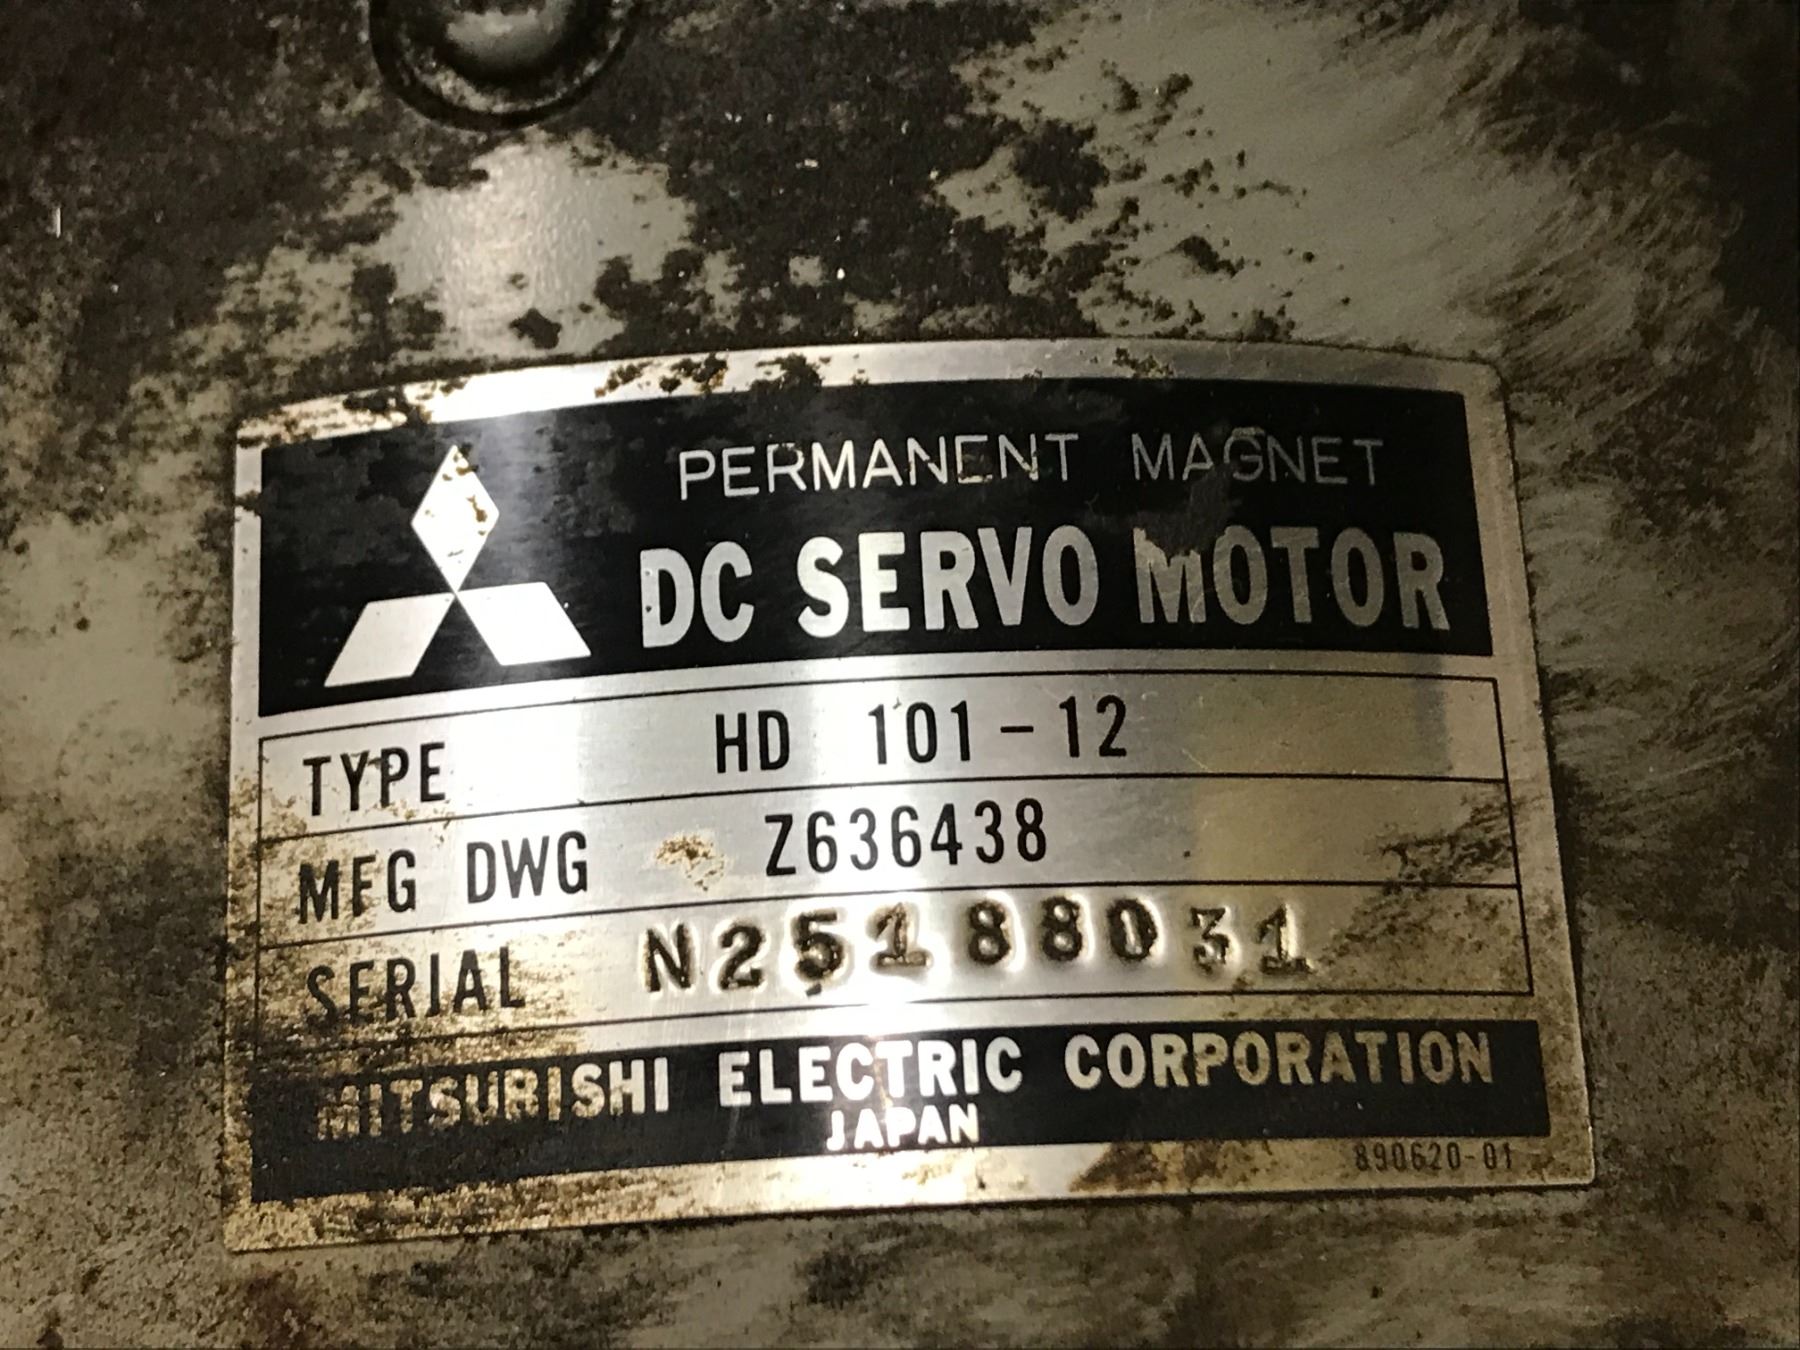 PERMANENT MAGNET
DC SERVO MOTOR
TYPE HD 101-12
MFG DWG Z636438
SERIAL N25188031
MITSUBISHI ELECTRIC CORPORATION
JAPAN
890620-01